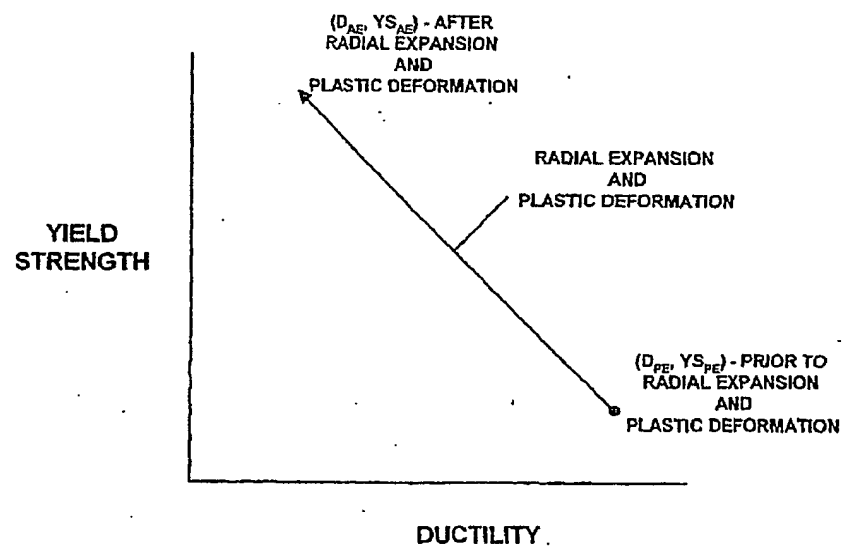 (D_AE, YS_AE) - AFTER
RADIAL EXPANSION
AND
PLASTIC DEFORMATION
RADIAL EXPANSION
AND
PLASTIC DEFORMATION
YIELD
STRENGTH
(D_PE, YS_PE) - PRIOR TO
RADIAL EXPANSION
AND
PLASTIC DEFORMATION
DUCTILITY